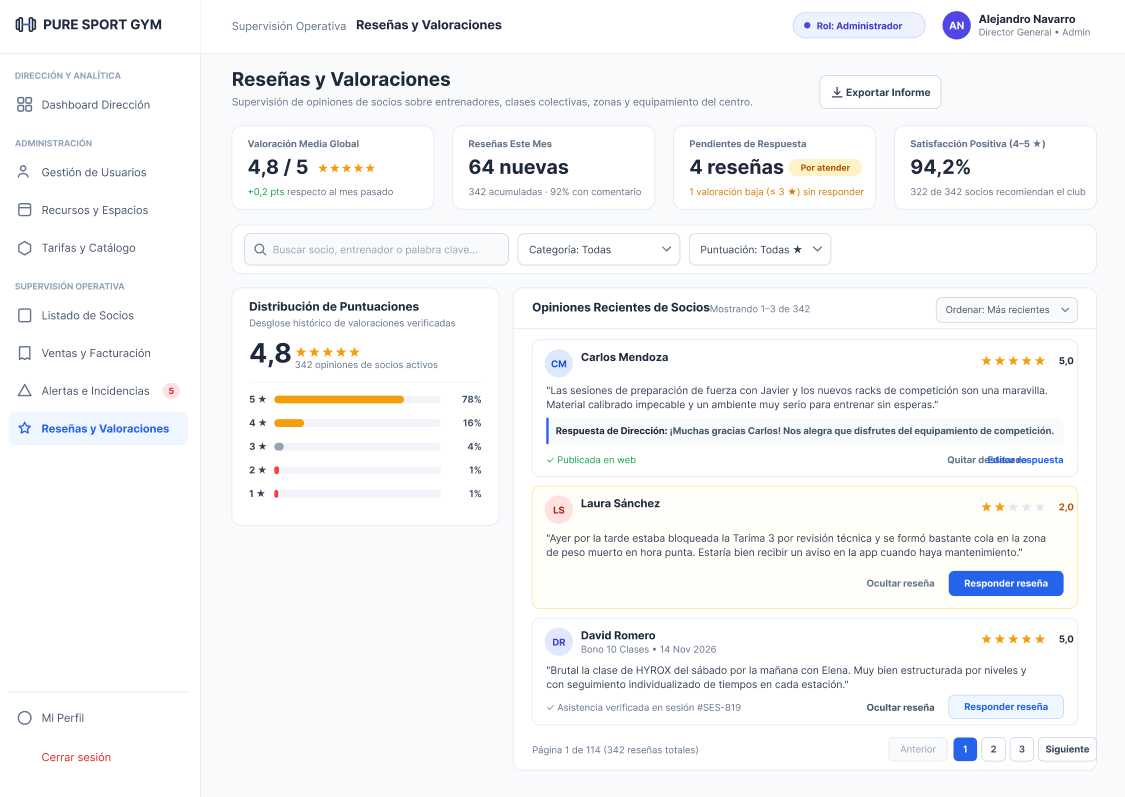 PURE SPORT GYM
Supervisión Operativa Reseñas y Valoraciones
Rol: Administrador
AN
Alejandro Navarro
Director General • Admin
DIRECCIÓN Y ANALÍTICA
Dashboard Dirección
ADMINISTRACIÓN
Gestión de Usuarios
Recursos y Espacios
Tarifas y Catálogo
SUPERVISIÓN OPERATIVA
Listado de Socios
Ventas y Facturación
Alertas e Incidencias 5
Reseñas y Valoraciones
Mi Perfil
Cerrar sesión
Reseñas y Valoraciones
Supervisión de opiniones de socios sobre entrenadores, clases colectivas, zonas y equipamiento del centro.
Exportar Informe
Valoración Media Global
4,8 / 5 ★★★★★
+0,2 pts respecto al mes pasado
Reseñas Este Mes
64 nuevas
342 acumuladas · 92% con comentario
Pendientes de Respuesta
4 reseñas Por atender
1 valoración baja (≤ 3 ★) sin responder
Satisfacción Positiva (4–5 ★)
94,2%
322 de 342 socios recomiendan el club
Buscar socio, entrenador o palabra clave...
Categoría: Todas
Puntuación: Todas ★
Distribución de Puntuaciones
Desglose histórico de valoraciones verificadas
4,8 ★★★★★
342 opiniones de socios activos
5 ★ 78%
4 ★ 16%
3 ★ 4%
2 ★ 1%
1 ★ 1%
Opiniones Recientes de Socios Mostrando 1–3 de 342
Ordenar: Más recientes
CM
Carlos Mendoza
★★★★★ 5,0
"Las sesiones de preparación de fuerza con Javier y los nuevos racks de competición son una maravilla.
Material calibrado impecable y un ambiente muy serio para entrenar sin esperas."
Respuesta de Dirección: ¡Muchas gracias Carlos! Nos alegra que disfrutes del equipamiento de competición.
✓ Publicada en web
Quitar destacado
Editar respuesta
LS
Laura Sánchez
★★★★★ 2,0
"Ayer por la tarde estaba bloqueada la Tarima 3 por revisión técnica y se formó bastante cola en la zona
de peso muerto en hora punta. Estaría bien recibir un aviso en la app cuando haya mantenimiento."
Ocultar reseña
Responder reseña
DR
David Romero
Bono 10 Clases • 14 Nov 2026
★★★★★ 5,0
"Brutal la clase de HYROX del sábado por la mañana con Elena. Muy bien estructurada por niveles y
con seguimiento individualizado de tiempos en cada estación."
✓ Asistencia verificada en sesión #SES-819
Ocultar reseña
Responder reseña
Página 1 de 114 (342 reseñas totales)
Anterior 1 2 3 Siguiente